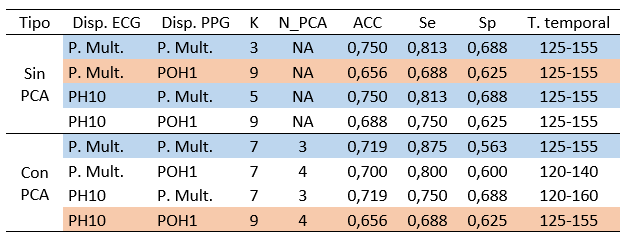 Tipo Disp. ECG Disp. PPG K N_PCA ACC Se Sp T. temporal
Sin PCA
P. Mult. P. Mult. 3 NA 0,750 0,813 0,688 125-155
P. Mult. POH1 9 NA 0,656 0,688 0,625 125-155
PH10 P. Mult. 5 NA 0,750 0,813 0,688 125-155
PH10 POH1 9 NA 0,688 0,750 0,625 125-155
Con PCA
P. Mult. P. Mult. 7 3 0,719 0,875 0,563 125-155
P. Mult. POH1 7 4 0,700 0,800 0,600 120-140
PH10 P. Mult. 7 3 0,719 0,750 0,688 120-160
PH10 POH1 9 4 0,656 0,688 0,625 125-155